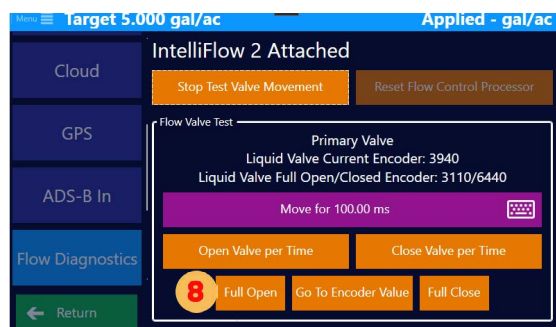 Menu Target 5.000 gal/ac Applied - gal/ac
IntelliFlow 2 Attached
Cloud
Stop Test Valve Movement Reset Flow Control Processor
Flow Valve Test
GPS
Primary Valve
Liquid Valve Current Encoder: 3940
Liquid Valve Full Open/Closed Encoder: 3110/6440
ADS-B In
Move for 100.00 ms
Open Valve per Time Close Valve per Time
Flow Diagnostics
8 Full Open Go To Encoder Value Full Close
Return